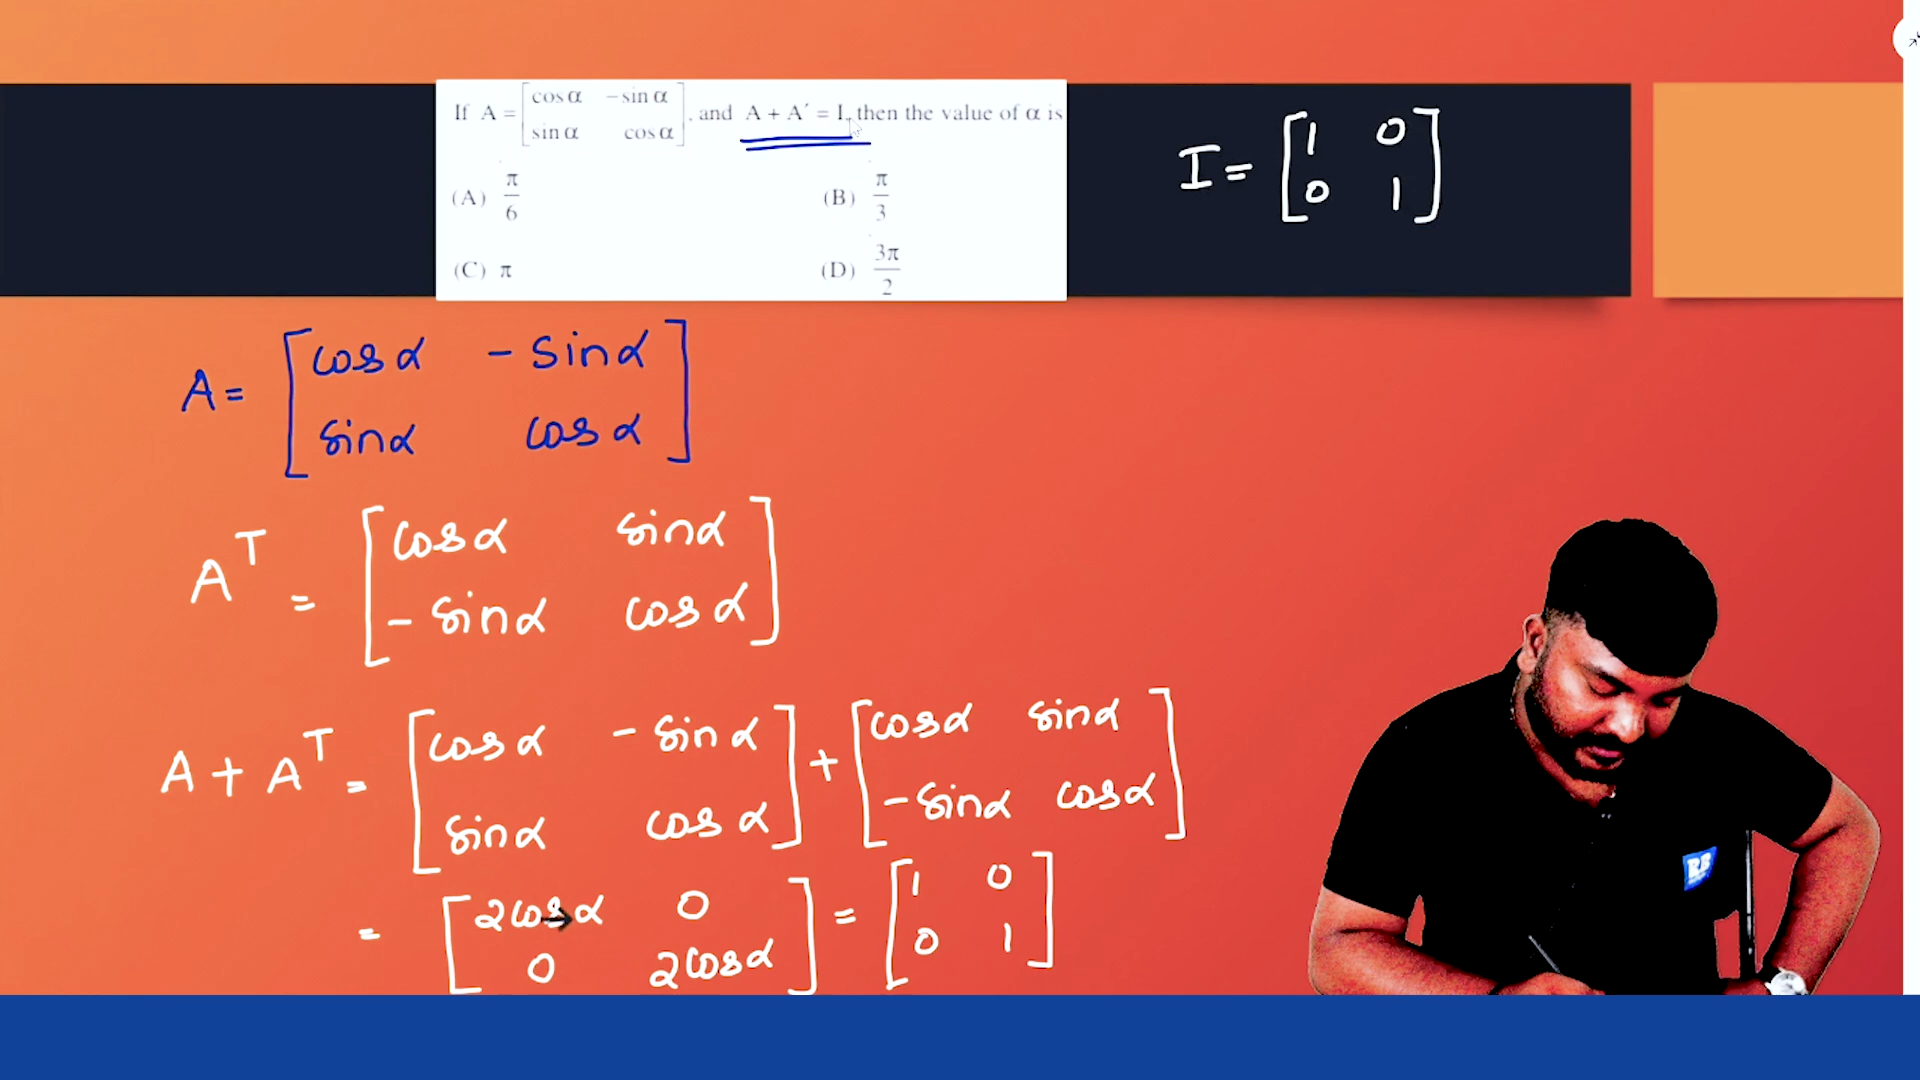 If A = [cos α −sin α
sin α cos α], and A + A′ = I, then the value of α is
(A) π/6 (B) π/3
(C) π (D) 3π/2
I = [1 0
0 1]
A = [cos α - sin α
sin α cos α]
A^T = [cos α sin α
- sin α cos α]
A + A^T = [cos α - sin α
sin α cos α] + [cos α sin α
- sin α cos α]
= [2cos α 0
0 2cos α] = [1 0
0 1]
RB